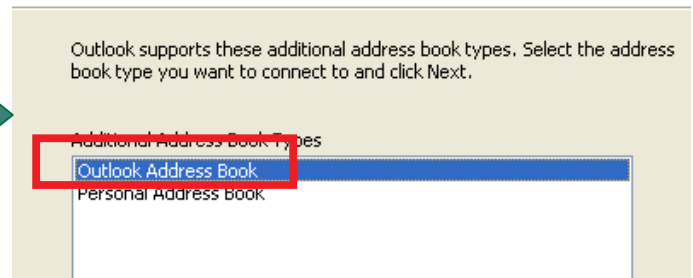 Outlook supports these additional address book types. Select the address
book type you want to connect to and click Next.
Additional Address Book Types
Outlook Address Book
Personal Address Book